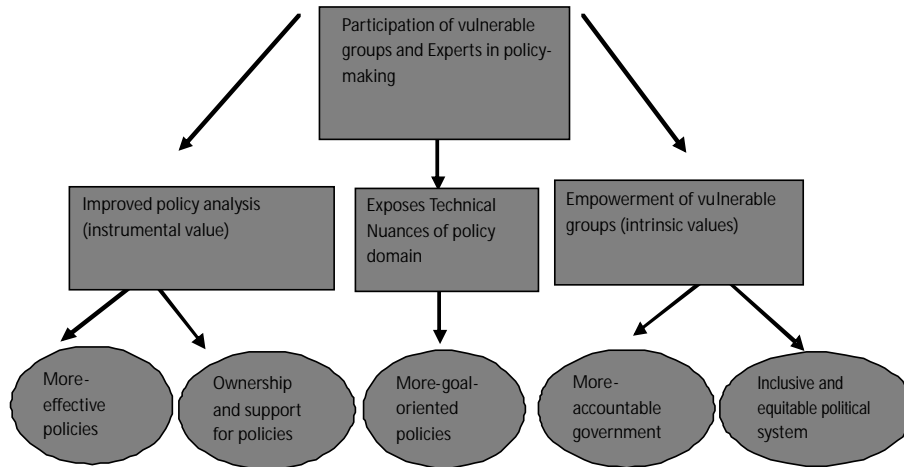 Participation of vulnerable
groups and Experts in policy-
making
Improved policy analysis
(instrumental value)
Exposes Technical
Nuances of policy
domain
Empowerment of vulnerable
groups (intrinsic values)
More-
effective
policies
Ownership
and support
for policies
More-goal-
oriented
policies
More-
accountable
government
Inclusive and
equitable political
system